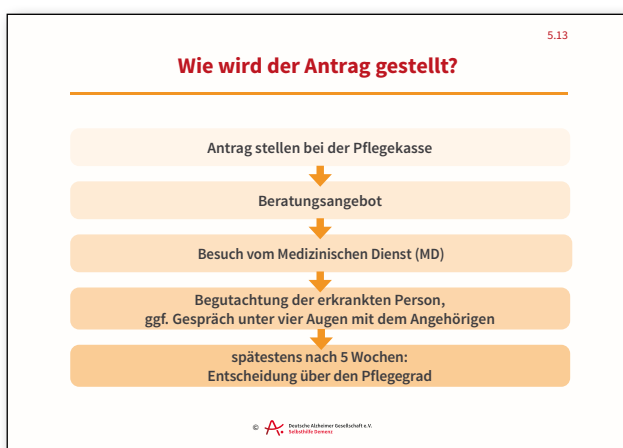 5.13
Wie wird der Antrag gestellt?
Antrag stellen bei der Pflegekasse
Beratungsangebot
Besuch vom Medizinischen Dienst (MD)
Begutachtung der erkrankten Person,
ggf. Gespräch unter vier Augen mit dem Angehörigen
spätestens nach 5 Wochen:
Entscheidung über den Pflegegrad
© Deutsche Alzheimer Gesellschaft e.V.
Selbsthilfe Demenz